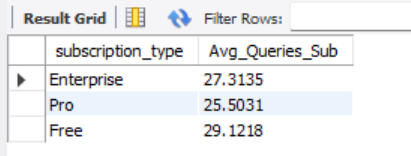 Result Grid Filter Rows:
subscription_type Avg_Queries_Sub
Enterprise 27.3135
Pro 25.5031
Free 29.1218